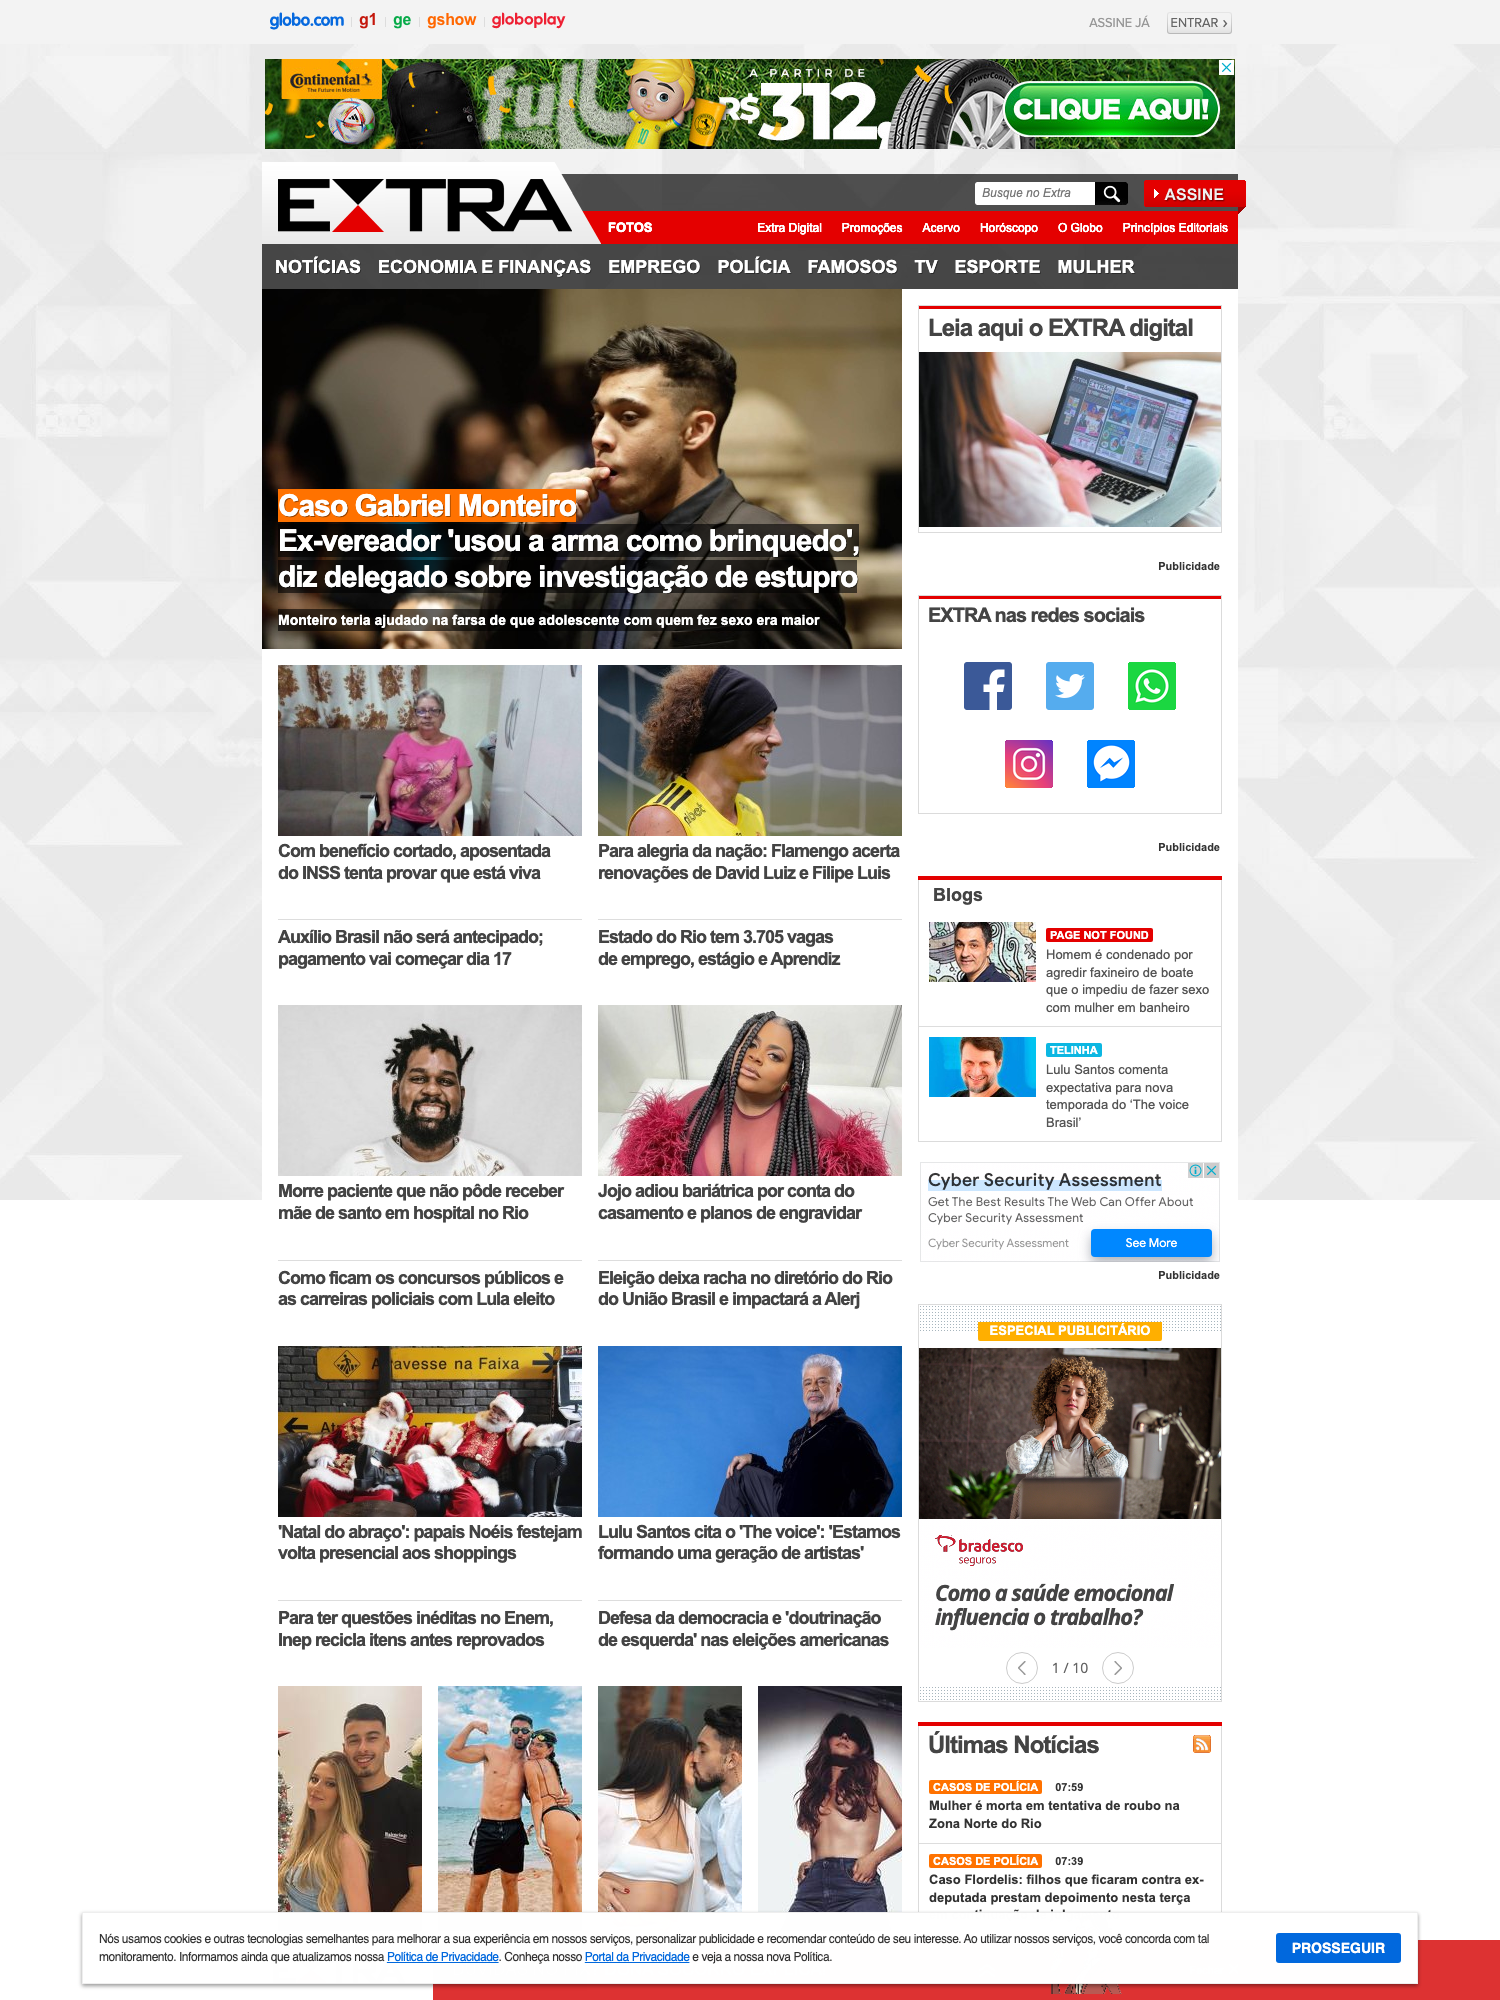 globo.com
g1
ge
gshow
globoplay
ASSINE JÁ
ENTRAR ›
Continental
The Future in Motion
full
A PARTIR DE
R$312,
PowerContact
CLIQUE AQUI!
EXTRA
Busque no Extra
ASSINE
FOTOS
Extra Digital
Promoções
Acervo
Horóscopo
O Globo
Princípios Editoriais
NOTÍCIAS
ECONOMIA E FINANÇAS
EMPREGO
POLÍCIA
FAMOSOS
TV
ESPORTE
MULHER
Caso Gabriel Monteiro
Ex-vereador 'usou a arma como brinquedo',
diz delegado sobre investigação de estupro
Monteiro teria ajudado na farsa de que adolescente com quem fez sexo era maior
Com benefício cortado, aposentada
do INSS tenta provar que está viva
Para alegria da nação: Flamengo acerta
renovações de David Luiz e Filipe Luis
Auxílio Brasil não será antecipado;
pagamento vai começar dia 17
Estado do Rio tem 3.705 vagas
de emprego, estágio e Aprendiz
Morre paciente que não pôde receber
mãe de santo em hospital no Rio
Jojo adiou bariátrica por conta do
casamento e planos de engravidar
Como ficam os concursos públicos e
as carreiras policiais com Lula eleito
Eleição deixa racha no diretório do Rio
do União Brasil e impactará a Alerj
Atravesse na Faixa
'Natal do abraço': papais Noéis festejam
volta presencial aos shoppings
Lulu Santos cita o 'The voice': 'Estamos
formando uma geração de artistas'
Para ter questões inéditas no Enem,
Inep recicla itens antes reprovados
Defesa da democracia e 'doutrinação
de esquerda' nas eleições americanas
Leia aqui o EXTRA digital
Publicidade
EXTRA nas redes sociais
Publicidade
Blogs
PAGE NOT FOUND
Homem é condenado por
agredir faxineiro de boate
que o impediu de fazer sexo
com mulher em banheiro
TELINHA
Lulu Santos comenta
expectativa para nova
temporada do ‘The voice
Brasil’
Cyber Security Assessment
Get The Best Results The Web Can Offer About
Cyber Security Assessment
Cyber Security Assessment
See More
Publicidade
ESPECIAL PUBLICITÁRIO
bradesco
seguros
Como a saúde emocional
influencia o trabalho?
1 / 10
Últimas Notícias
CASOS DE POLÍCIA 07:59
Mulher é morta em tentativa de roubo na
Zona Norte do Rio
CASOS DE POLÍCIA 07:39
Caso Flordelis: filhos que ficaram contra ex-
deputada prestam depoimento nesta terça
Nós usamos cookies e outras tecnologias semelhantes para melhorar a sua experiência em nossos serviços, personalizar publicidade e recomendar conteúdo de seu interesse. Ao utilizar nossos serviços, você concorda com tal
monitoramento. Informamos ainda que atualizamos nossa Política de Privacidade. Conheça nosso Portal da Privacidade e veja a nossa nova Política.
PROSSEGUIR